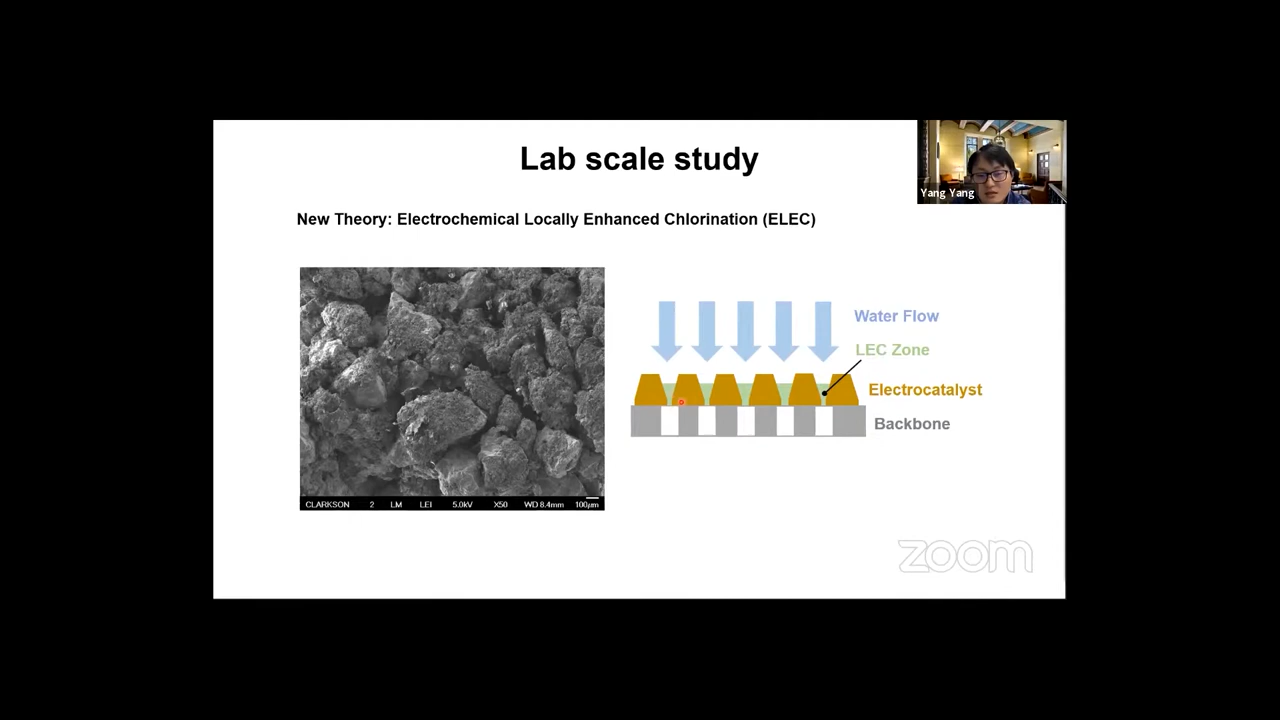 Lab scale study
Yang Yang
New Theory: Electrochemical Locally Enhanced Chlorination (ELEC)
Water Flow
LEC Zone
Electrocatalyst
Backbone
CLARKSON 2 LM LEI 5.0kV X50 WD 8.4mm 100µm
zoom